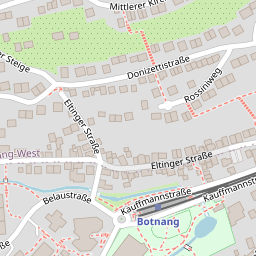 Mittlerer Kir
er Steige
Donizettistraße
Rossiniweg
Eltinger Straße
ang-West
Eltinger Straße
Belaustraße
Kauffmannstraße
Kauffmannstr
Botnang